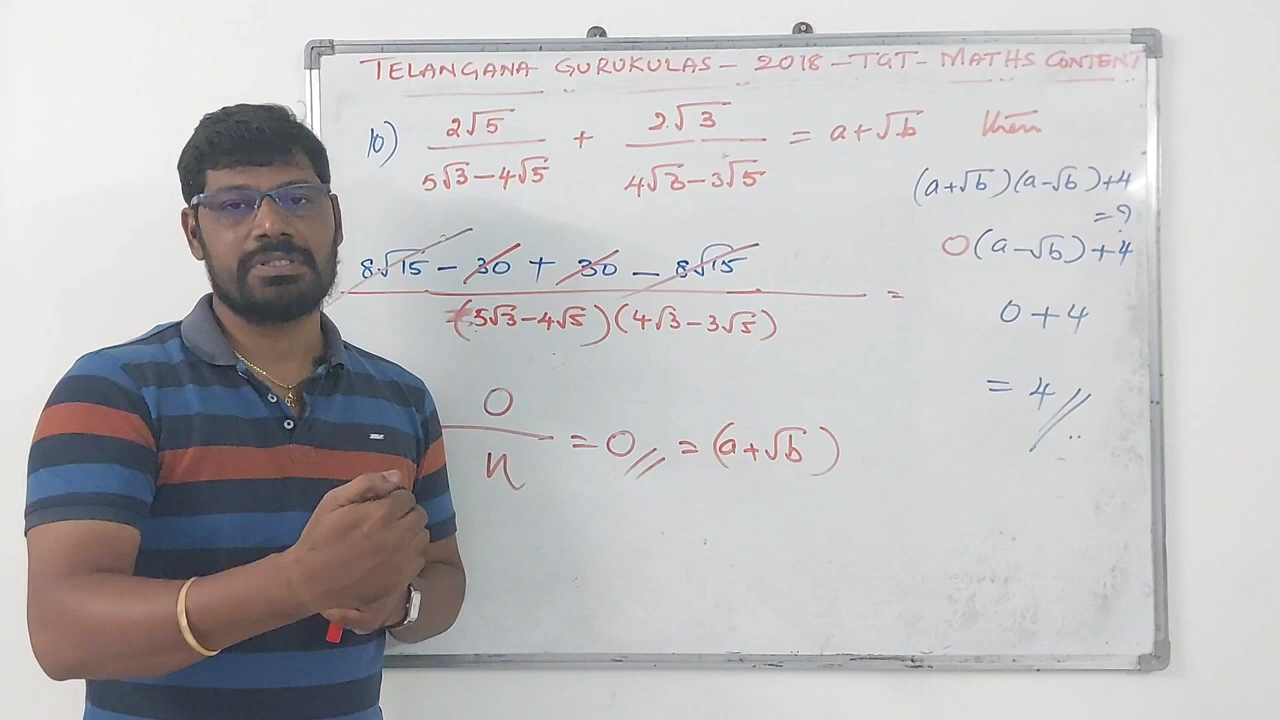 TELANGANA GURUKULAS - 2018 - TGT - MATHS CONTENT
10) 2√5 / (5√3 - 4√5) + 2√3 / (4√3 - 3√5) = a+√b then
(a+√b)(a-√b)+4
= ?
0(a-√b)+4
8√15 - 30 + 30 - 8√15 / (5√3-4√5)(4√3-3√5) =
0+4
= 4 //
0 / n = 0 // = (a+√b)